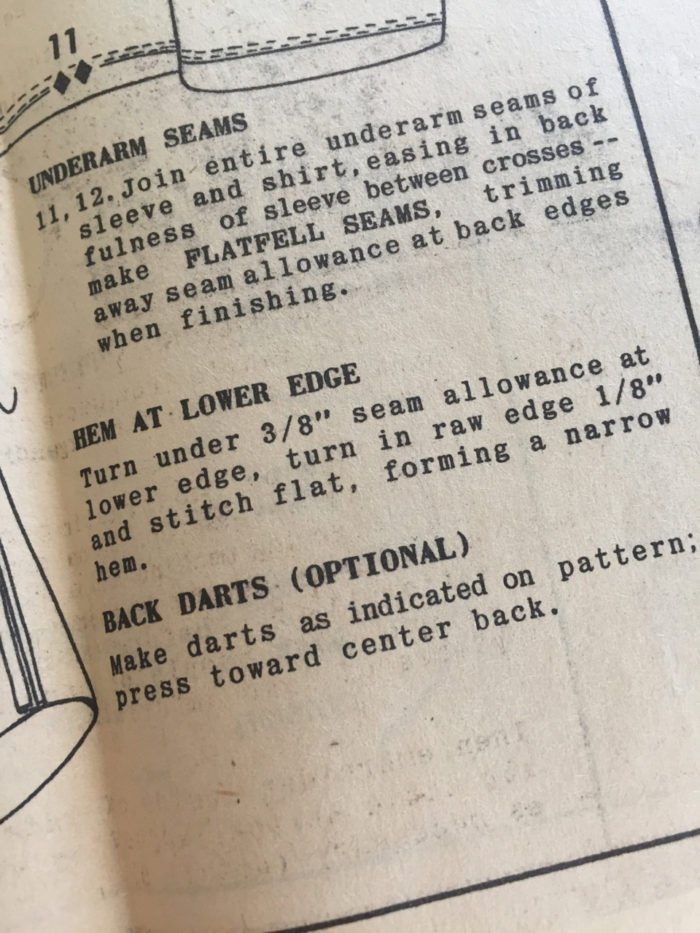 11
UNDERARM SEAMS
11, 12. Join entire underarm seams of
sleeve and shirt, easing in back
fulness of sleeve between crosses --
make FLATFELL SEAMS, trimming
away seam allowance at back edges
when finishing.
HEM AT LOWER EDGE
Turn under 3/8" seam allowance at
lower edge, turn in raw edge 1/8"
and stitch flat, forming a narrow
hem.
BACK DARTS (OPTIONAL)
Make darts as indicated on pattern;
press toward center back.